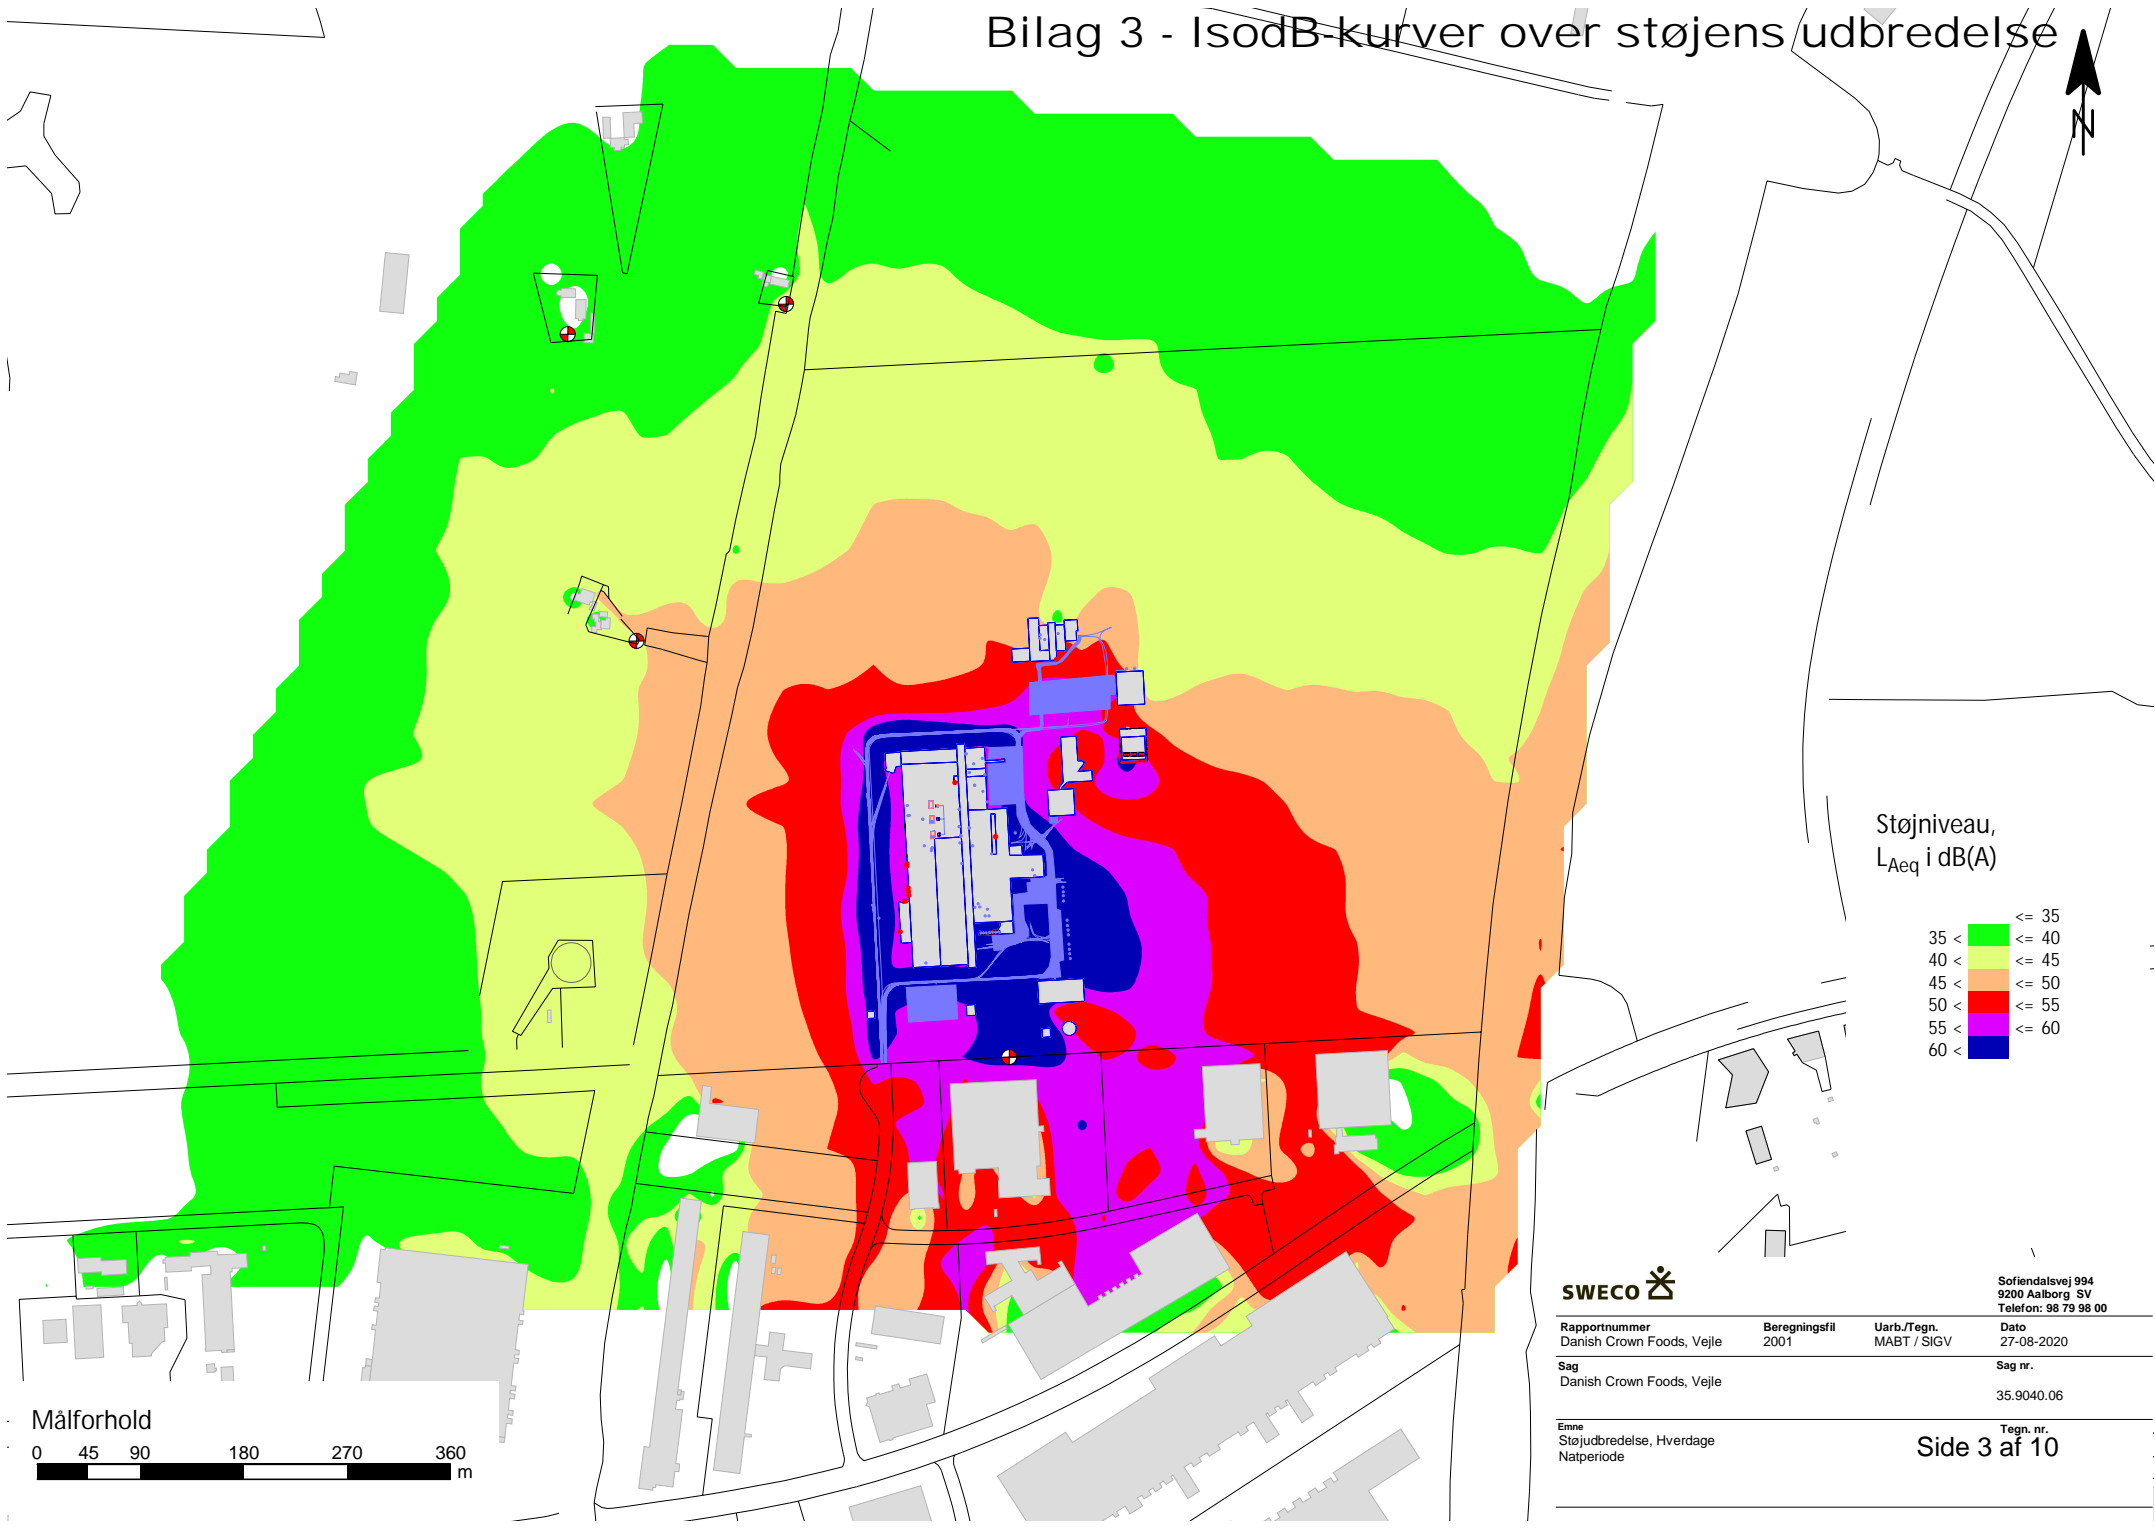 Bilag 3 - IsodB-kurver over støjens udbredelse
N
Støjniveau,
LAeq i dB(A)
<= 35
35 < <= 40
40 < <= 45
45 < <= 50
50 < <= 55
55 < <= 60
60 <
SWECO
Sofiendalsvej 994
9200 Aalborg SV
Telefon: 98 79 98 00
Rapportnummer Beregningsfil Uarb./Tegn. Dato
Danish Crown Foods, Vejle 2001 MABT / SIGV 27-08-2020
Sag Sag nr.
Danish Crown Foods, Vejle
35.9040.06
Emne Tegn. nr.
Støjudbredelse, Hverdage
Natperiode
Side 3 af 10
Målforhold
0 45 90 180 270 360
m